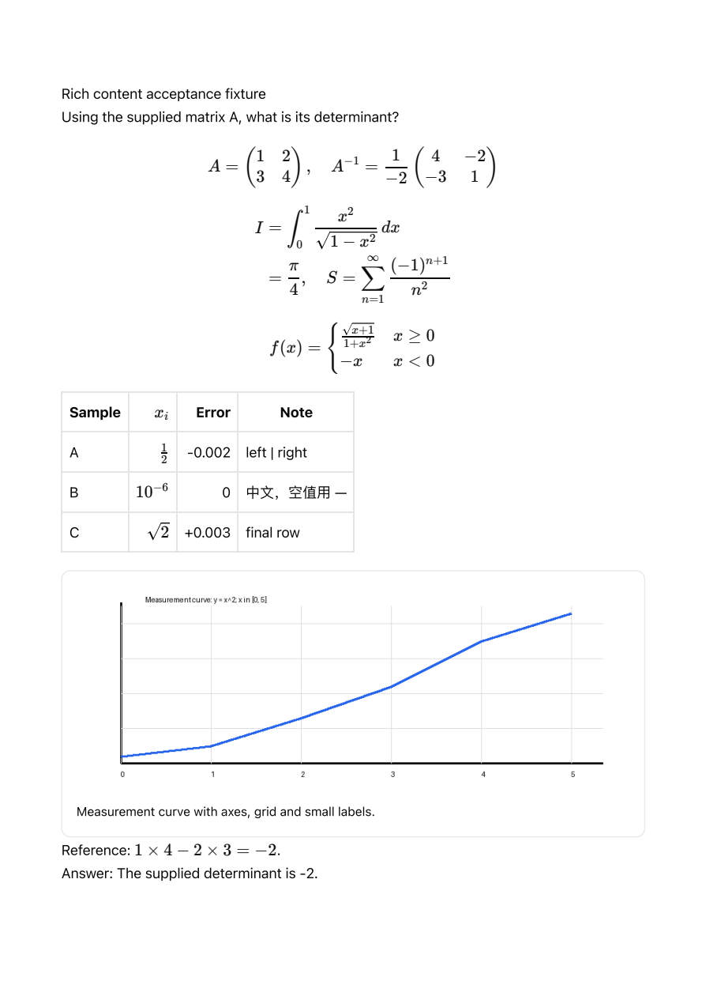 Rich content acceptance fixture
Using the supplied matrix A, what is its determinant?
A = (1 2 / 3 4), A⁻¹ = 1/−2 (4 −2 / −3 1)
I = ∫₀¹ x²/√(1 − x²) dx
= π/4, S = ∑ₙ₌₁^∞ (−1)ⁿ⁺¹/n²
f(x) = { √(x+1)/(1+x²) x ≥ 0
−x x < 0
Sample xᵢ Error Note
A 1/2 -0.002 left | right
B 10⁻⁶ 0 中文，空值用 —
C √2 +0.003 final row
Measurement curve: y = x^2; x in [0, 5]
0 1 2 3 4 5
Measurement curve with axes, grid and small labels.
Reference: 1 × 4 − 2 × 3 = −2.
Answer: The supplied determinant is -2.